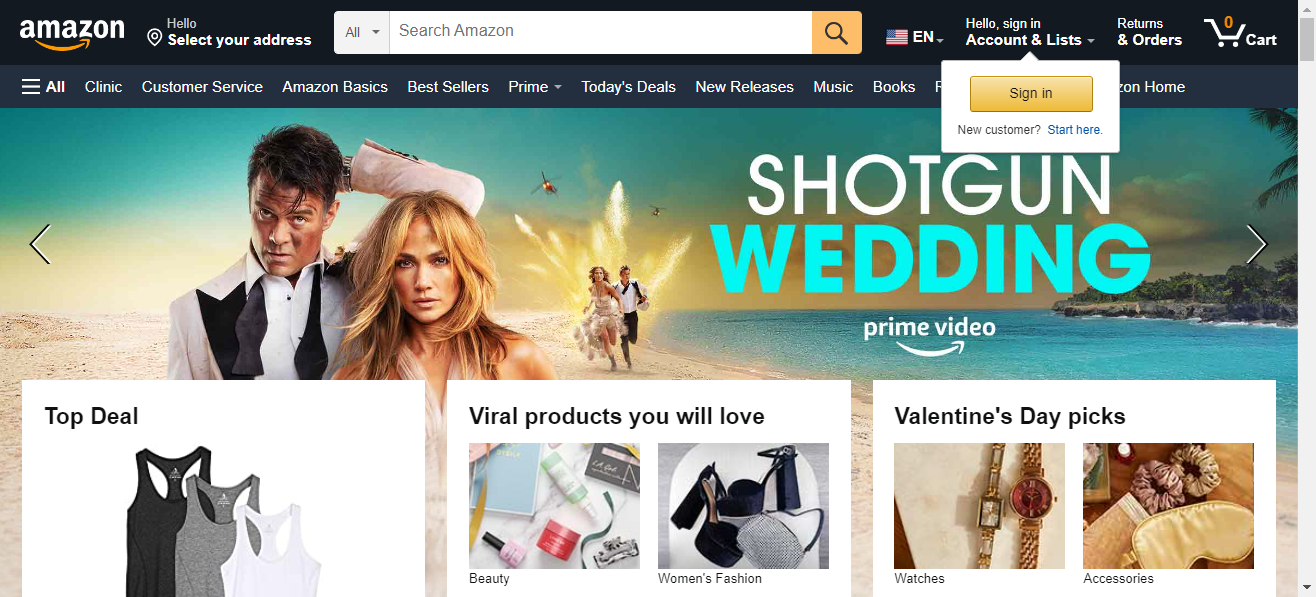 amazon
Hello
Select your address
All
Search Amazon
EN
Hello, sign in
Account & Lists
Returns
& Orders
0
Cart
All
Clinic
Customer Service
Amazon Basics
Best Sellers
Prime
Today's Deals
New Releases
Music
Books
Home
Sign in
New customer? Start here.
SHOTGUN
WEDDING
prime video
Top Deal
Viral products you will love
Valentine's Day picks
Beauty
Women's Fashion
Watches
Accessories